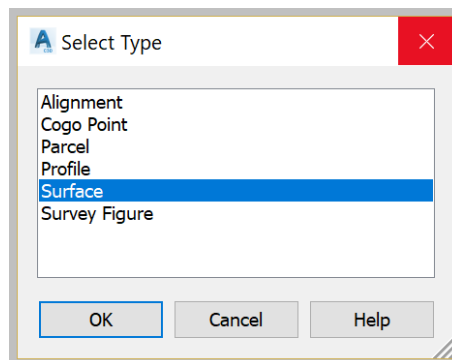 Select Type
Alignment
Cogo Point
Parcel
Profile
Surface
Survey Figure
OK Cancel Help